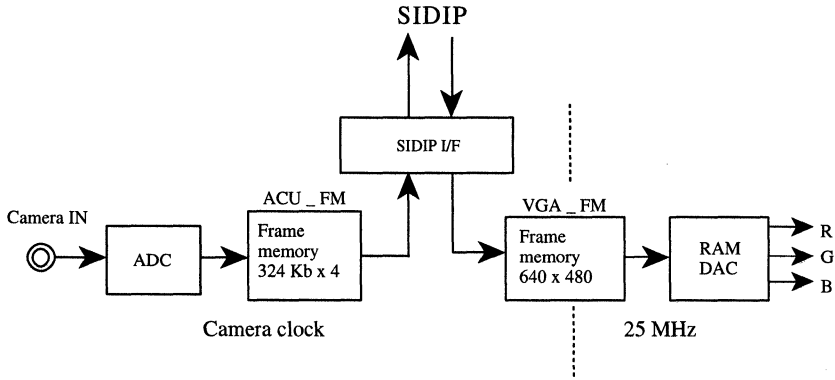 SIDIP
SIDIP I/F
ACU _ FM
VGA _ FM
Camera IN
ADC
Frame
memory
324 Kb x 4
Frame
memory
640 x 480
RAM
DAC
R
G
B
Camera clock
25 MHz